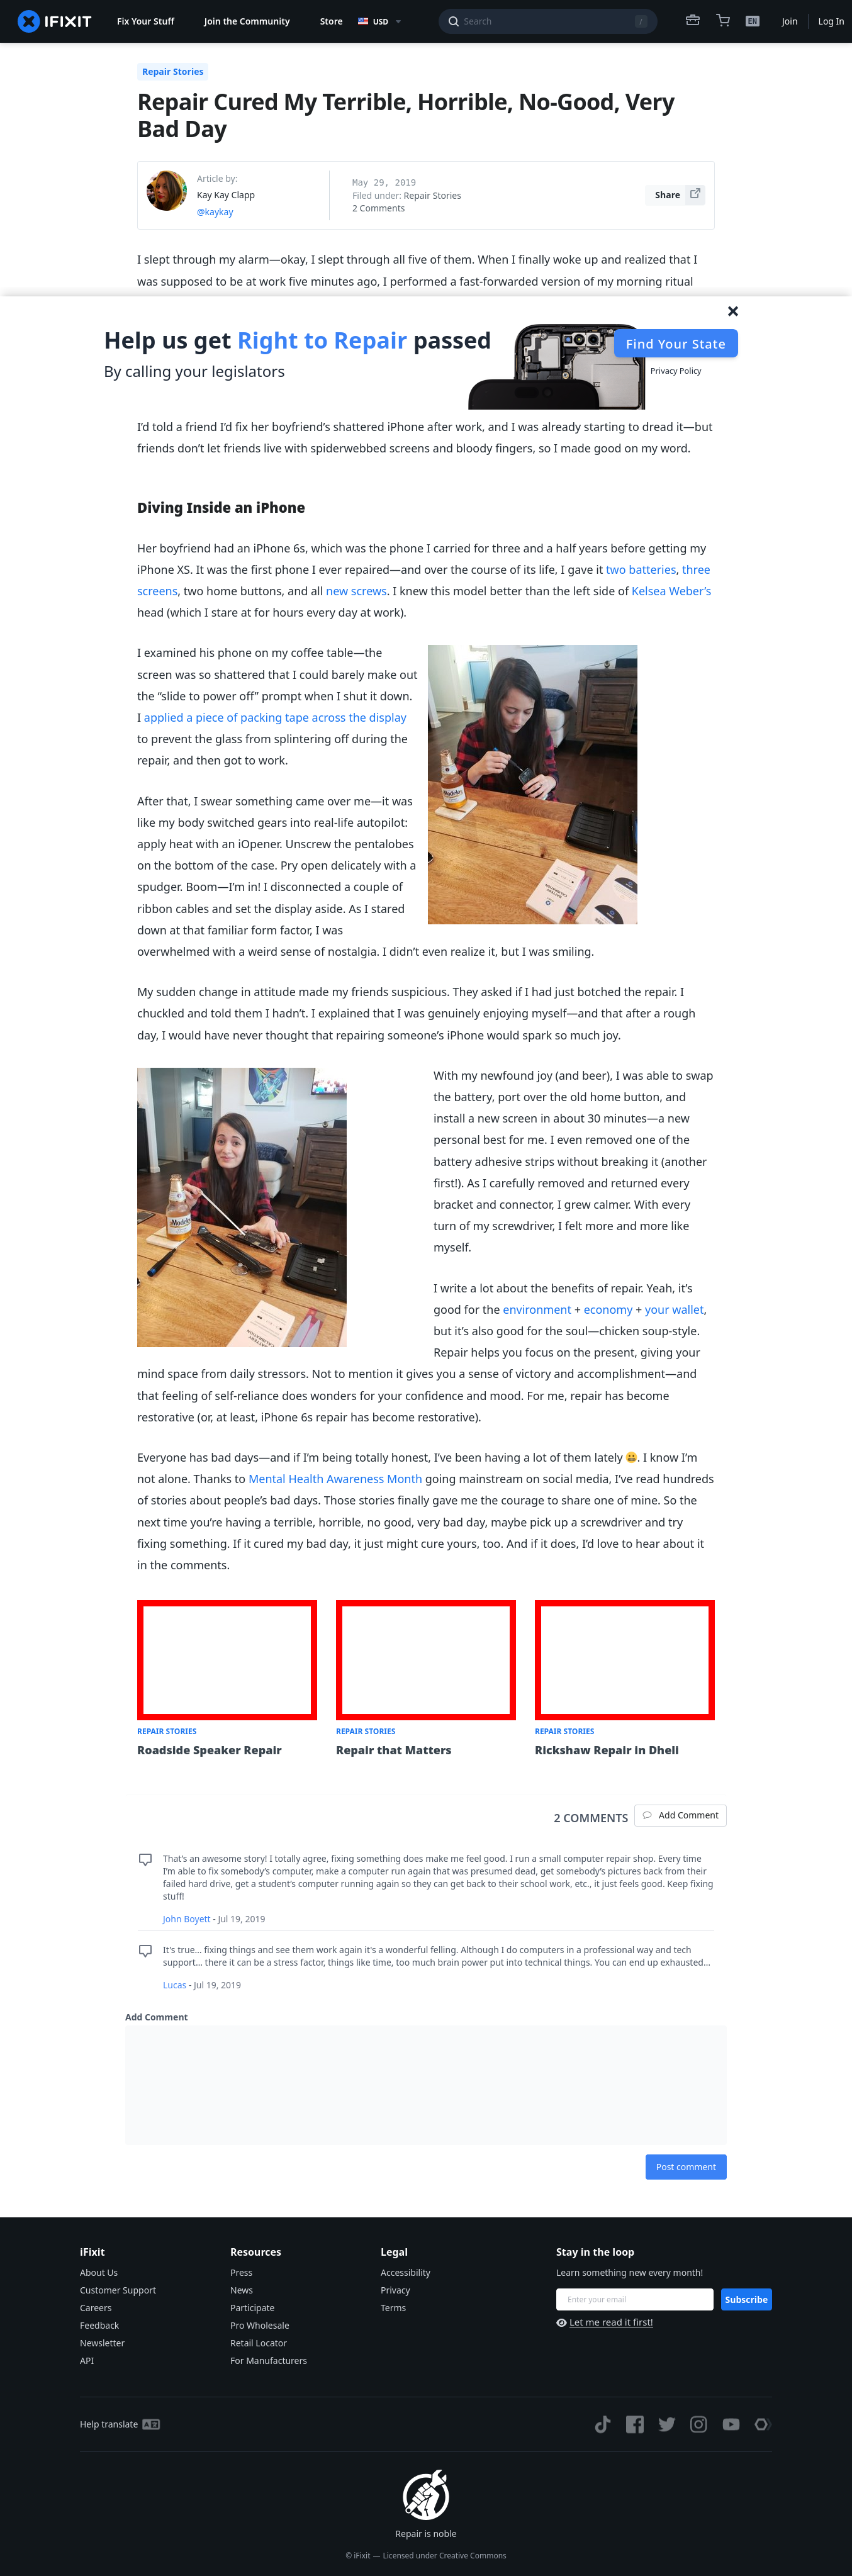 IFIXIT
Fix Your Stuff
Join the Community
Store
USD
Search
/
EN
Join
Log In
Repair Stories
Repair Cured My Terrible, Horrible, No-Good, Very
Bad Day
Article by:
Kay Kay Clapp
@kaykay
May 29, 2019
Filed under: Repair Stories
2 Comments
Share
I slept through my alarm—okay, I slept through all five of them. When I finally woke up and realized that I
was supposed to be at work five minutes ago, I performed a fast-forwarded version of my morning ritual
Help us get Right to Repair passed
By calling your legislators
Find Your State
Privacy Policy
I’d told a friend I’d fix her boyfriend’s shattered iPhone after work, and I was already starting to dread it—but
friends don’t let friends live with spiderwebbed screens and bloody fingers, so I made good on my word.
Diving Inside an iPhone
Her boyfriend had an iPhone 6s, which was the phone I carried for three and a half years before getting my
iPhone XS. It was the first phone I ever repaired—and over the course of its life, I gave it two batteries, three
screens, two home buttons, and all new screws. I knew this model better than the left side of Kelsea Weber’s
head (which I stare at for hours every day at work).
I examined his phone on my coffee table—the
screen was so shattered that I could barely make out
the “slide to power off” prompt when I shut it down.
I applied a piece of packing tape across the display
to prevent the glass from splintering off during the
repair, and then got to work.
After that, I swear something came over me—it was
like my body switched gears into real-life autopilot:
apply heat with an iOpener. Unscrew the pentalobes
on the bottom of the case. Pry open delicately with a
spudger. Boom—I’m in! I disconnected a couple of
ribbon cables and set the display aside. As I stared
down at that familiar form factor, I was
overwhelmed with a weird sense of nostalgia. I didn’t even realize it, but I was smiling.
My sudden change in attitude made my friends suspicious. They asked if I had just botched the repair. I
chuckled and told them I hadn’t. I explained that I was genuinely enjoying myself—and that after a rough
day, I would have never thought that repairing someone’s iPhone would spark so much joy.
With my newfound joy (and beer), I was able to swap
the battery, port over the old home button, and
install a new screen in about 30 minutes—a new
personal best for me. I even removed one of the
battery adhesive strips without breaking it (another
first!). As I carefully removed and returned every
bracket and connector, I grew calmer. With every
turn of my screwdriver, I felt more and more like
myself.
I write a lot about the benefits of repair. Yeah, it’s
good for the environment + economy + your wallet,
but it’s also good for the soul—chicken soup-style.
Repair helps you focus on the present, giving your
mind space from daily stressors. Not to mention it gives you a sense of victory and accomplishment—and
that feeling of self-reliance does wonders for your confidence and mood. For me, repair has become
restorative (or, at least, iPhone 6s repair has become restorative).
Everyone has bad days—and if I’m being totally honest, I’ve been having a lot of them lately 😬. I know I’m
not alone. Thanks to Mental Health Awareness Month going mainstream on social media, I’ve read hundreds
of stories about people’s bad days. Those stories finally gave me the courage to share one of mine. So the
next time you’re having a terrible, horrible, no good, very bad day, maybe pick up a screwdriver and try
fixing something. If it cured my bad day, it just might cure yours, too. And if it does, I’d love to hear about it
in the comments.
REPAIR STORIES
Roadside Speaker Repair
REPAIR STORIES
Repair that Matters
REPAIR STORIES
Rickshaw Repair in Dheli
2 COMMENTS
Add Comment
That’s an awesome story! I totally agree, fixing something does make me feel good. I run a small computer repair shop. Every time
I’m able to fix somebody’s computer, make a computer run again that was presumed dead, get somebody’s pictures back from their
failed hard drive, get a student’s computer running again so they can get back to their school work, etc., it just feels good. Keep fixing
stuff!
John Boyett - Jul 19, 2019
It's true... fixing things and see them work again it's a wonderful felling. Although I do computers in a professional way and tech
support... there it can be a stress factor, things like time, too much brain power put into technical things. You can end up exhausted...
Lucas - Jul 19, 2019
Add Comment
Post comment
iFixit
About Us
Customer Support
Careers
Feedback
Newsletter
API
Resources
Press
News
Participate
Pro Wholesale
Retail Locator
For Manufacturers
Legal
Accessibility
Privacy
Terms
Stay in the loop
Learn something new every month!
Enter your email
Subscribe
Let me read it first!
Help translate
Repair is noble
© iFixit — Licensed under Creative Commons